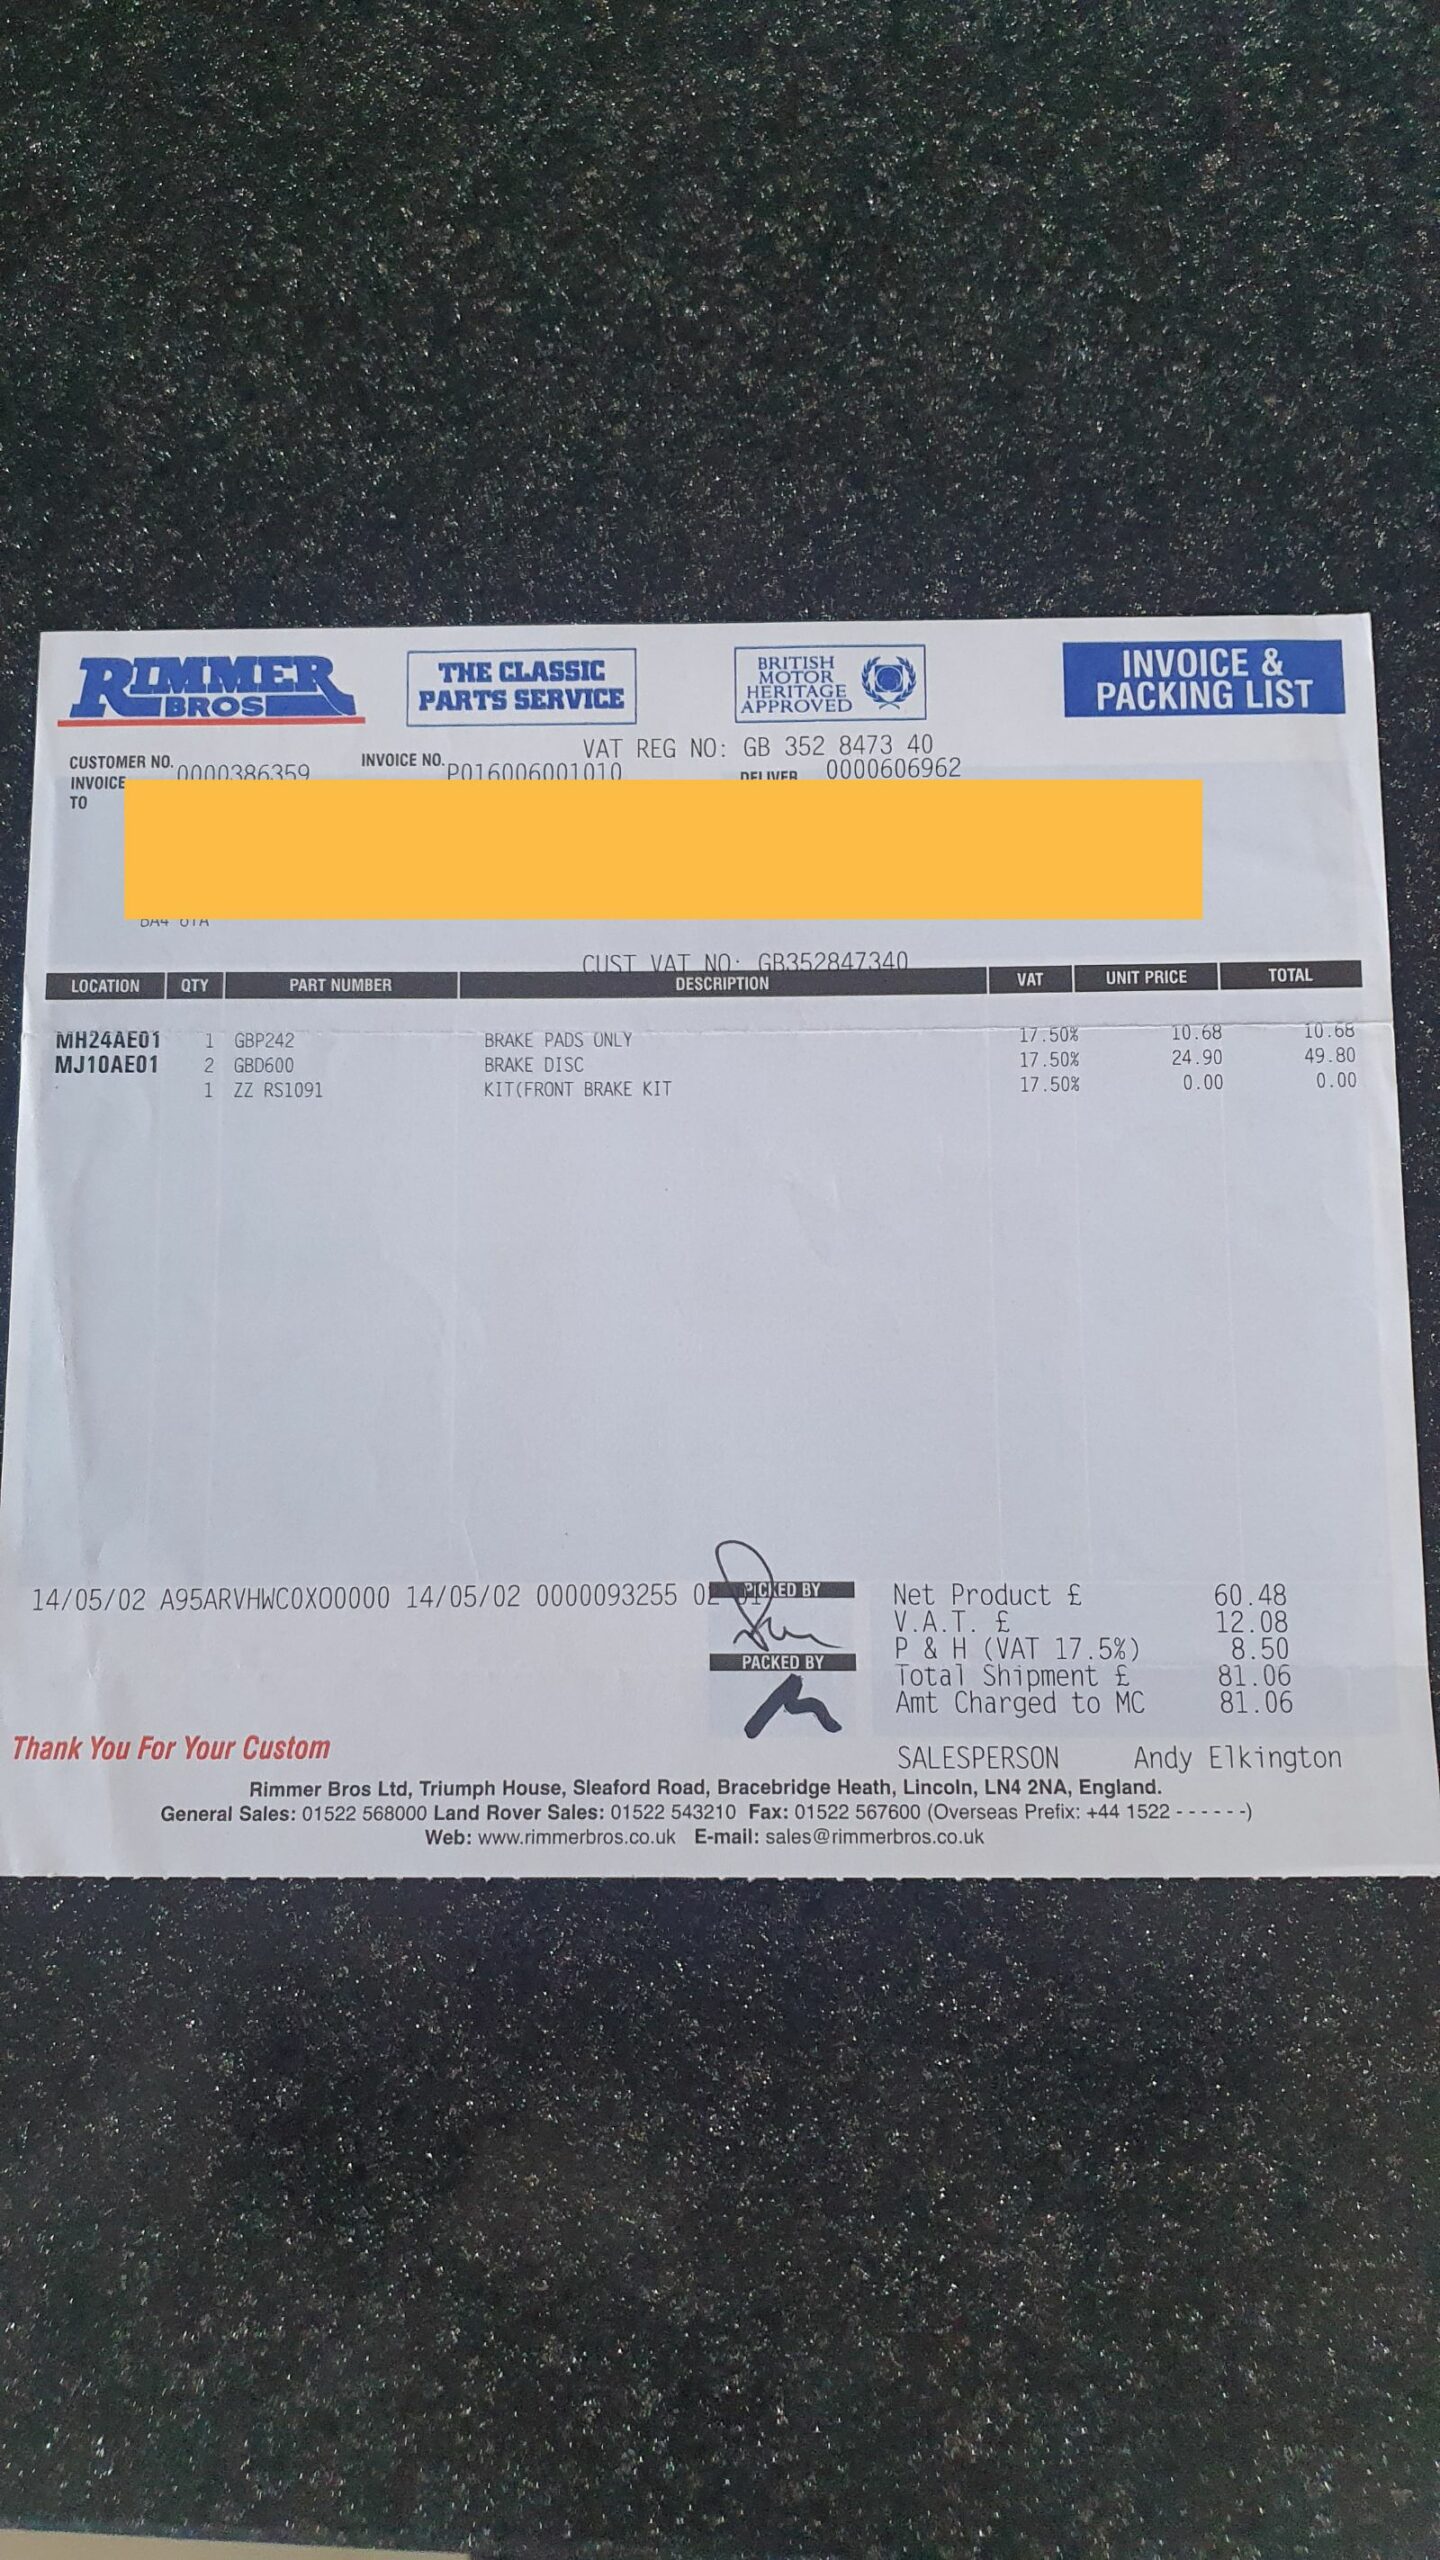 RIMMER BROS
THE CLASSIC PARTS SERVICE
BRITISH MOTOR HERITAGE APPROVED
INVOICE & PACKING LIST
VAT REG NO: GB 352 8473 40
CUSTOMER NO. 0000386359 INVOICE NO. P016006001010 DELIVER 0000606962
INVOICE TO
CUST VAT NO: GB352847340
LOCATION QTY PART NUMBER DESCRIPTION VAT UNIT PRICE TOTAL
MH24AE01 1 GBP242 BRAKE PADS ONLY 17.50% 10.68 10.68
MJ10AE01 2 GBD600 BRAKE DISC 17.50% 24.90 49.80
1 ZZ RS1091 KIT(FRONT BRAKE KIT 17.50% 0.00 0.00
14/05/02 A95ARVHWC0X00000 14/05/02 0000093255 02
PICKED BY
PACKED BY
Net Product £ 60.48
V.A.T. £ 12.08
P & H (VAT 17.5%) 8.50
Total Shipment £ 81.06
Amt Charged to MC 81.06
SALESPERSON Andy Elkington
Thank You For Your Custom
Rimmer Bros Ltd, Triumph House, Sleaford Road, Bracebridge Heath, Lincoln, LN4 2NA, England.
General Sales: 01522 568000 Land Rover Sales: 01522 543210 Fax: 01522 567600 (Overseas Prefix: +44 1522 - - - - - -)
Web: www.rimmerbros.co.uk E-mail: sales@rimmerbros.co.uk